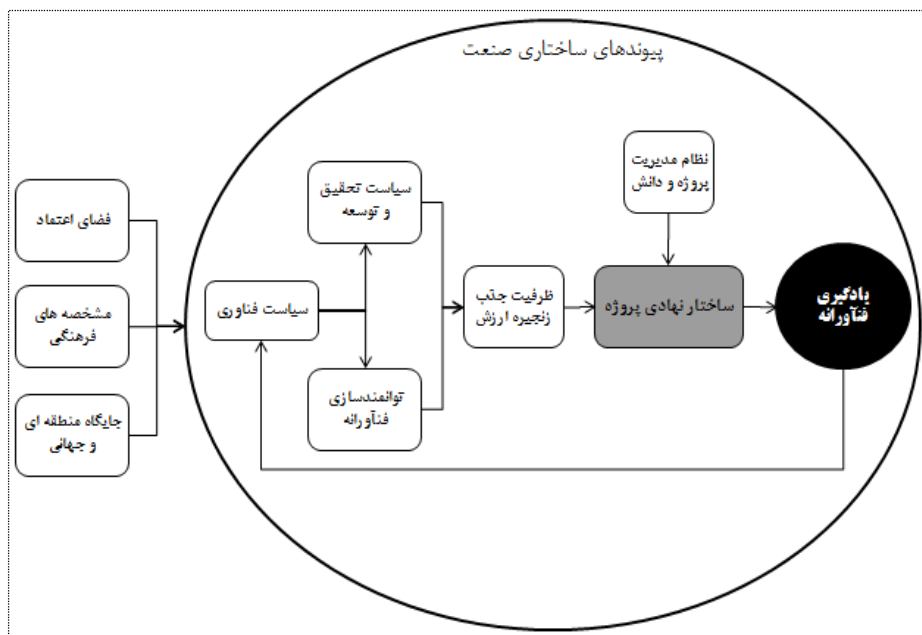 پیوندهای ساختاری صنعت
نظام مدیریت
پروژه و دانش
سیاست تحقیق
و توسعه
فضای اعتماد
یادگیری
فنآورانه
ساختار نهادی پروژه
ظرفیت جذب
زنجیره ارزش
سیاست فناوری
مشخصه های
فرهنگی
توانمندسازی
فنآورانه
جایگاه منطقه ای
و جهانی